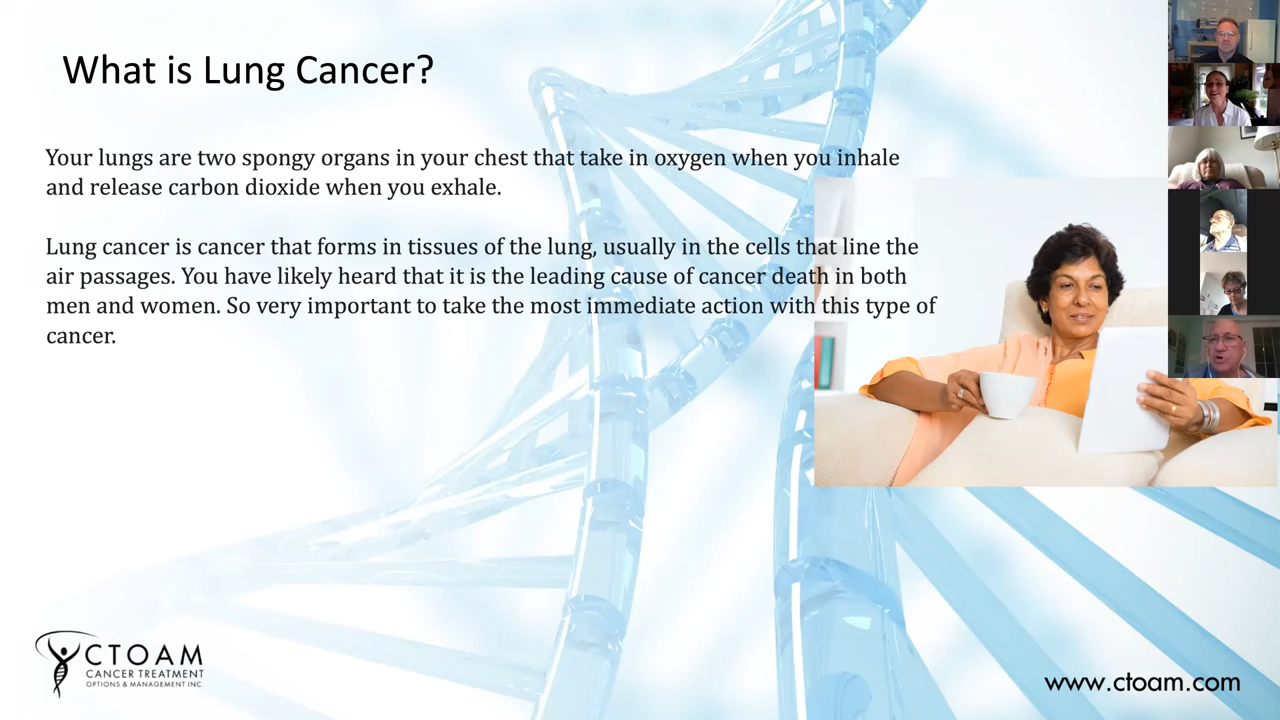 What is Lung Cancer?
Your lungs are two spongy organs in your chest that take in oxygen when you inhale
and release carbon dioxide when you exhale.
Lung cancer is cancer that forms in tissues of the lung, usually in the cells that line the
air passages. You have likely heard that it is the leading cause of cancer death in both
men and women. So very important to take the most immediate action with this type of
cancer.
CTOAM
CANCER TREATMENT
OPTIONS & MANAGEMENT INC.
www.ctoam.com